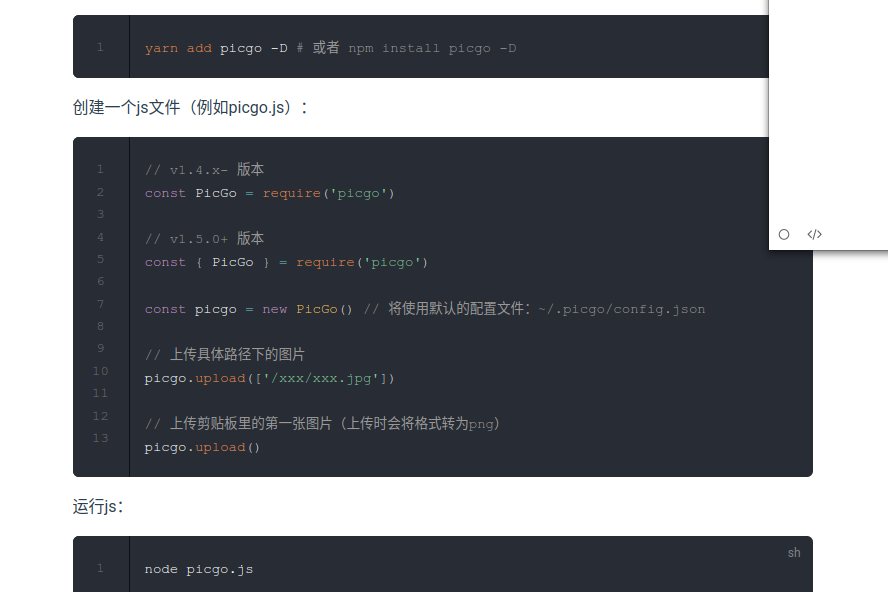 1 yarn add picgo -D # 或者 npm install picgo -D
创建一个js文件（例如picgo.js）：
1 // v1.4.x- 版本
2 const PicGo = require('picgo')
3
4 // v1.5.0+ 版本
5 const { PicGo } = require('picgo')
6
7 const picgo = new PicGo() // 将使用默认的配置文件：~/.picgo/config.json
8
9 // 上传具体路径下的图片
10 picgo.upload(['/xxx/xxx.jpg'])
11
12 // 上传剪贴板里的第一张图片（上传时会将格式转为png）
13 picgo.upload()
</>
运行js：
sh
1 node picgo.js